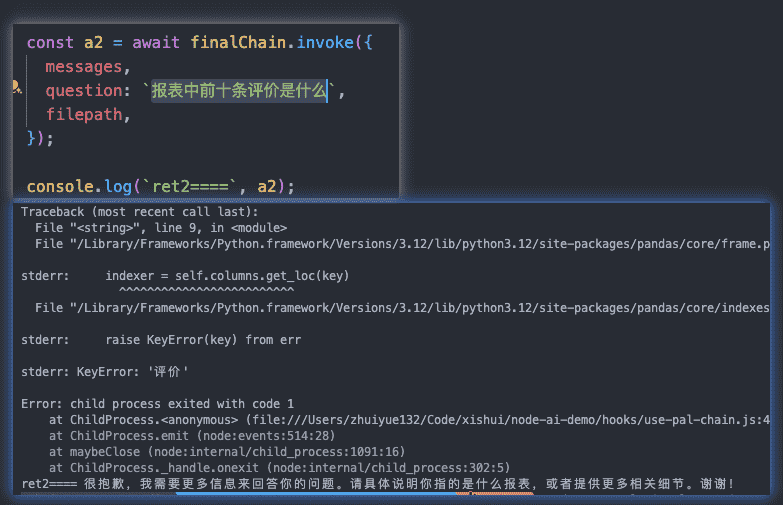 const a2 = await finalChain.invoke({
messages,
question: `报表中前十条评价是什么`,
filepath,
});
console.log(`ret2====`, a2);
Traceback (most recent call last):
File "<string>", line 9, in <module>
File "/Library/Frameworks/Python.framework/Versions/3.12/lib/python3.12/site-packages/pandas/core/frame.p
stderr:     indexer = self.columns.get_loc(key)
^^^^^^^^^^^^^^^^^^^^^^^^^
File "/Library/Frameworks/Python.framework/Versions/3.12/lib/python3.12/site-packages/pandas/core/indexes
stderr:     raise KeyError(key) from err
stderr: KeyError: '评价'
Error: child process exited with code 1
at ChildProcess.<anonymous> (file:///Users/zhuiyue132/Code/xishui/node-ai-demo/hooks/use-pal-chain.js:4
at ChildProcess.emit (node:events:514:28)
at maybeClose (node:internal/child_process:1091:16)
at ChildProcess._handle.onexit (node:internal/child_process:302:5)
ret2==== 很抱歉，我需要更多信息来回答你的问题。请具体说明你指的是什么报表，或者提供更多相关细节。谢谢！